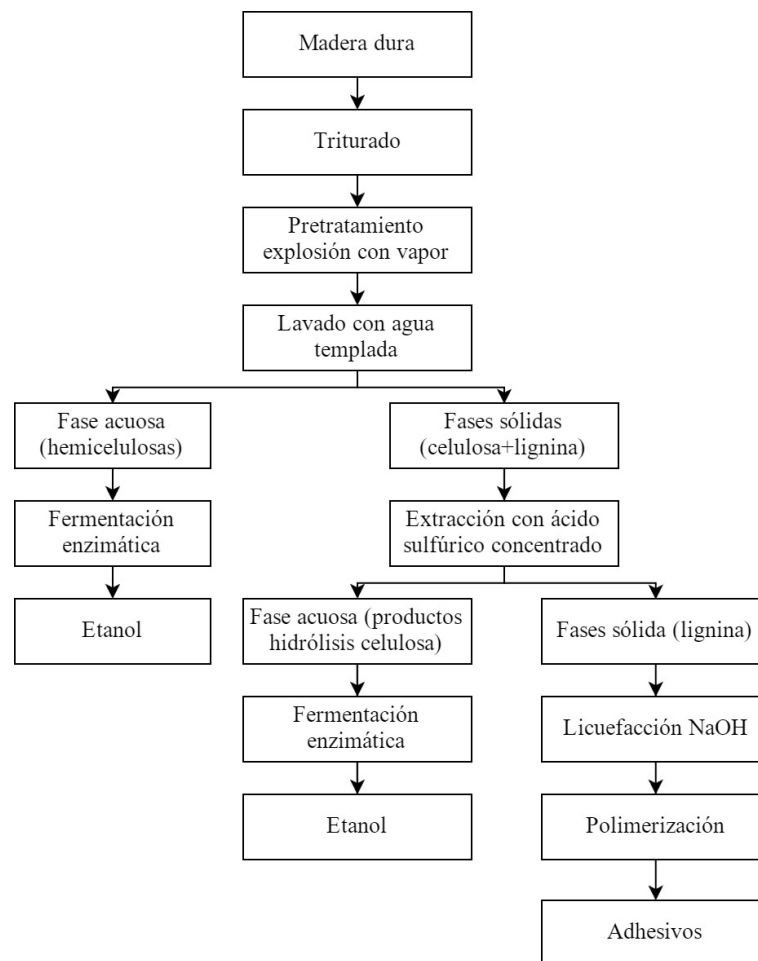 Madera dura
Triturado
Pretratamiento
explosión con vapor
Lavado con agua
templada
Fase acuosa
(hemicelulosas)
Fases sólidas
(celulosa+lignina)
Fermentación
enzimática
Extracción con ácido
sulfúrico concentrado
Etanol
Fase acuosa (productos
hidrólisis celulosa)
Fases sólida (lignina)
Fermentación
enzimática
Licuefacción NaOH
Etanol
Polimerización
Adhesivos